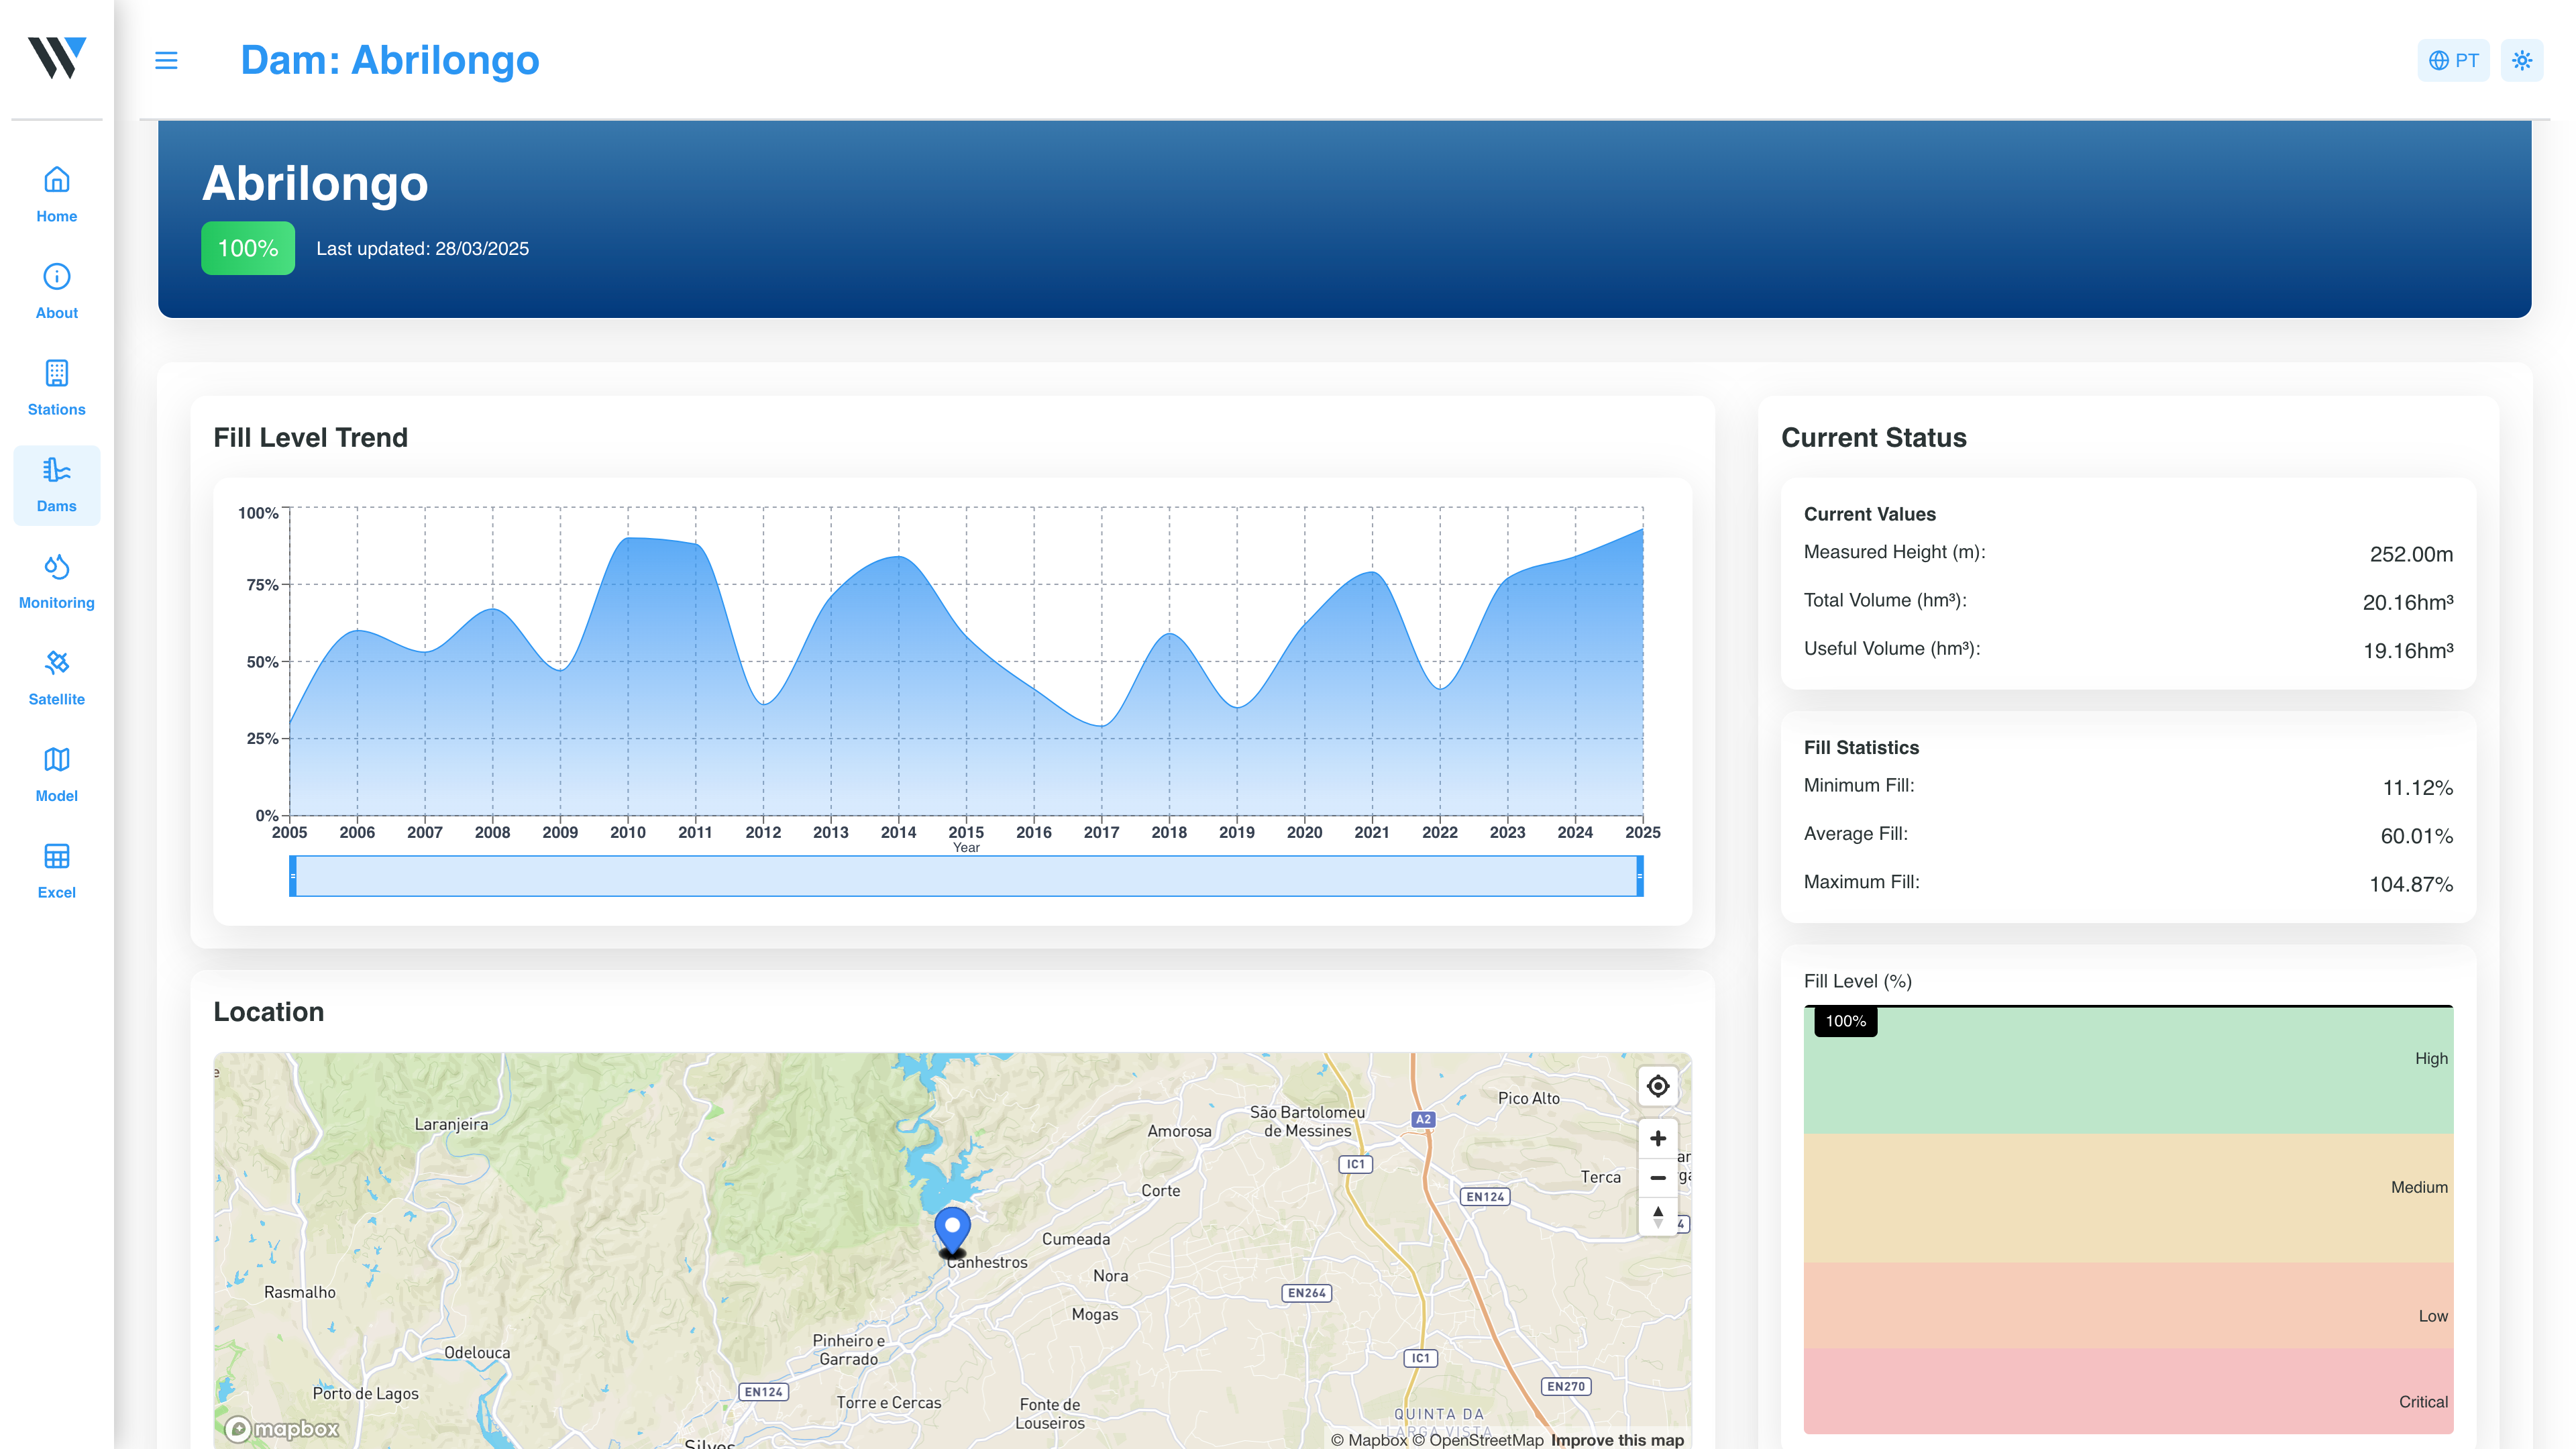 Dam: Abrilongo
PT
Home
About
Stations
Dams
Monitoring
Satellite
Model
Excel
Abrilongo
100%
Last updated: 28/03/2025
Fill Level Trend
100%
75%
50%
25%
0%
2005 2006 2007 2008 2009 2010 2011 2012 2013 2014 2015 2016 2017 2018 2019 2020 2021 2022 2023 2024 2025
Year
Current Status
Current Values
Measured Height (m): 252.00m
Total Volume (hm³): 20.16hm³
Useful Volume (hm³): 19.16hm³
Fill Statistics
Minimum Fill: 11.12%
Average Fill: 60.01%
Maximum Fill: 104.87%
Fill Level (%)
100%
High
Medium
Low
Critical
Location
Laranjeira
Pico Alto
São Bartolomeu
de Messines
A2
Amorosa
IC1
Terca
Corte
EN124
Cumeada
Canhestros
Nora
Rasmalho
EN264
Mogas
Pinheiro e
Garrado
Odelouca
IC1
EN270
Porto de Lagos
EN124
Torre e Cercas
Fonte de
Louseiros
QUINTA DA
LARGA VISTA
mapbox
Silves
© Mapbox © OpenStreetMap Improve this map